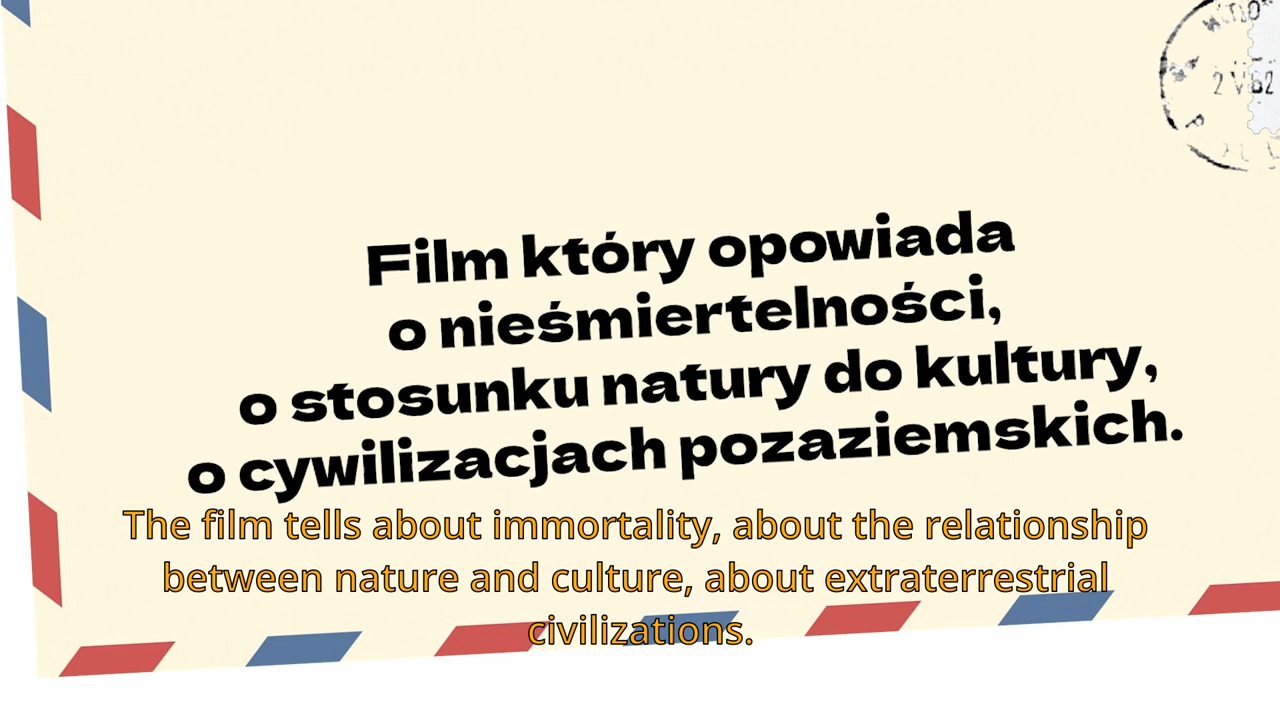 2 V 62
Film który opowiada
o nieśmiertelności,
o stosunku natury do kultury,
o cywilizacjach pozaziemskich.
The film tells about immortality, about the relationship
between nature and culture, about extraterrestrial
civilizations.